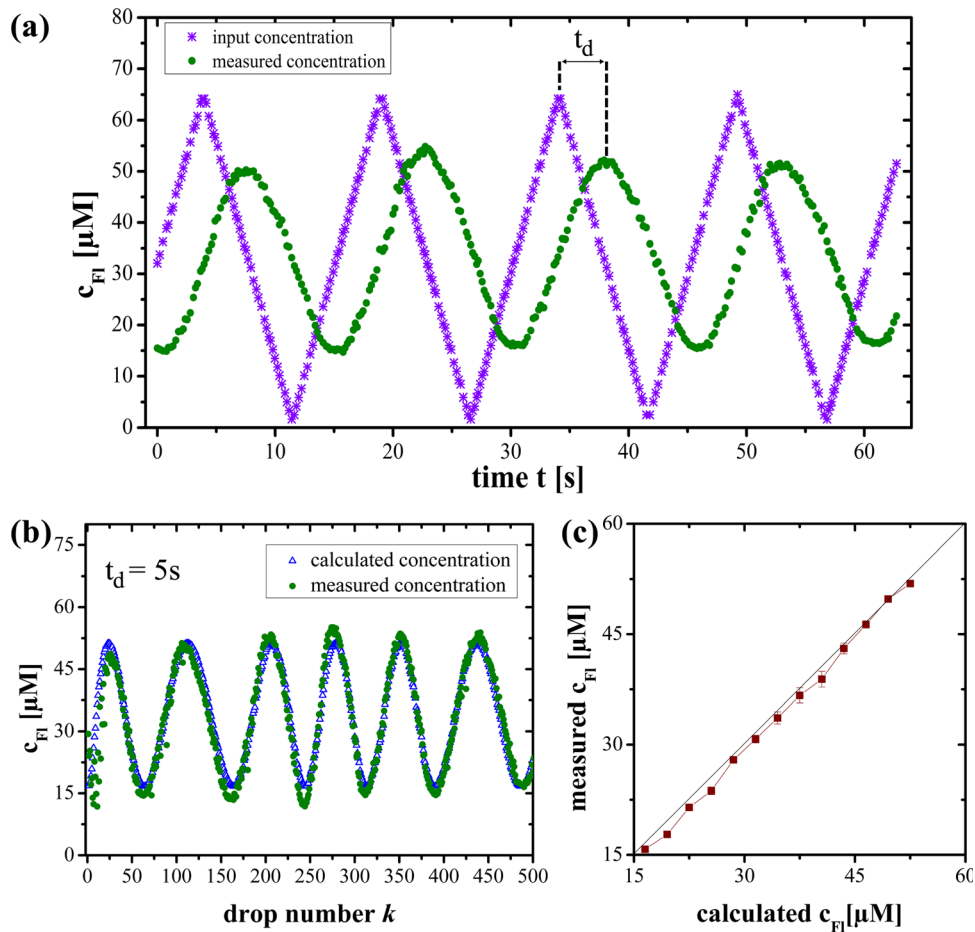 (a)
80
70
60
50
40
30
20
10
0
c_Fl [µM]
input concentration
measured concentration
t_d
0 10 20 30 40 50 60
time t [s]
(b)
75
60
45
30
15
0
c_Fl [µM]
t_d = 5s
calculated concentration
measured concentration
0 50 100 150 200 250 300 350 400 450 500
drop number k
(c)
60
45
30
15
measured c_Fl [µM]
15 30 45 60
calculated c_Fl[µM]